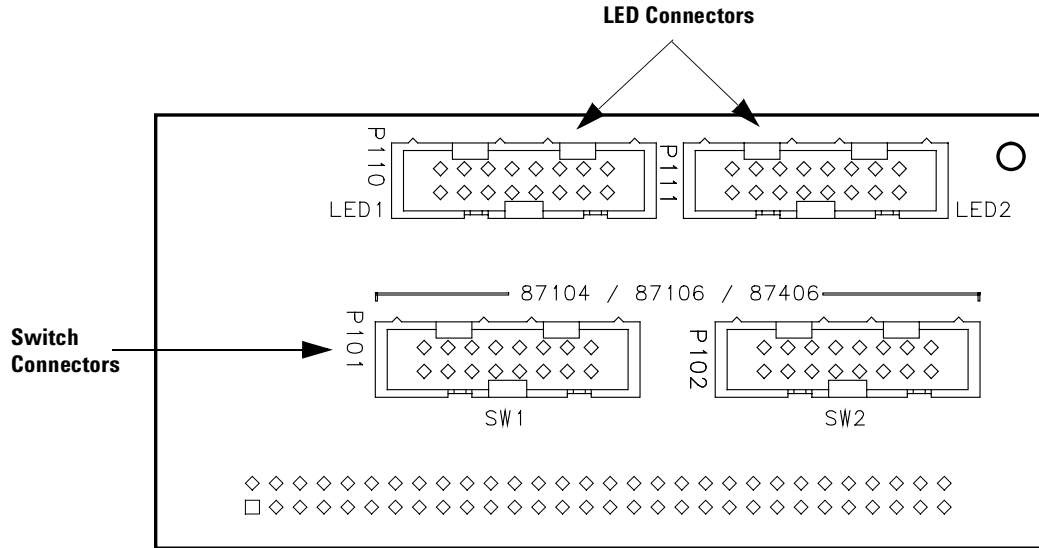 LED Connectors
P110
P111
LED1
LED2
87104 / 87106 / 87406
Switch
Connectors
P101
P102
SW1
SW2